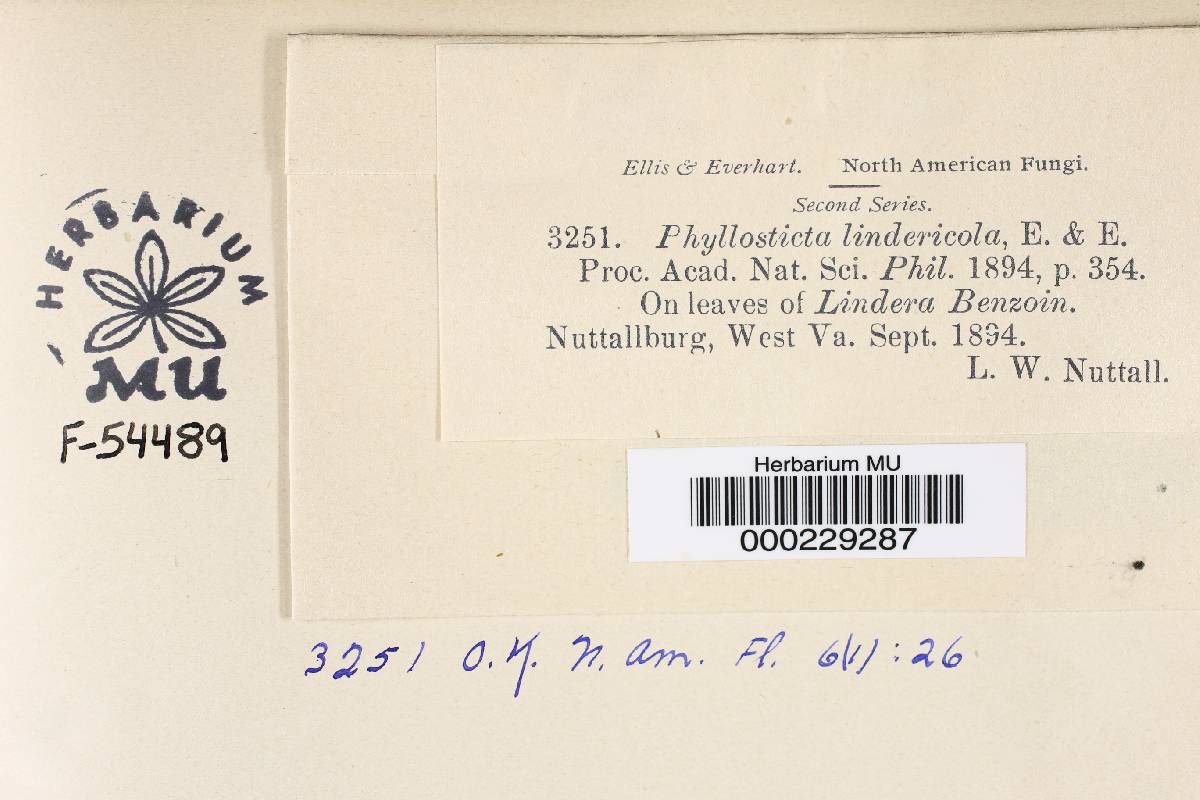 HERBARIUM
MU
F-54489
Ellis & Everhart. North American Fungi.
Second Series.
3251. Phyllosticta lindericola, E. & E.
Proc. Acad. Nat. Sci. Phil. 1894, p. 354.
On leaves of Lindera Benzoin.
Nuttallburg, West Va. Sept. 1894.
L. W. Nuttall.
Herbarium MU
000229287
3251 O.K. N. Am. Fl. 6(1):26